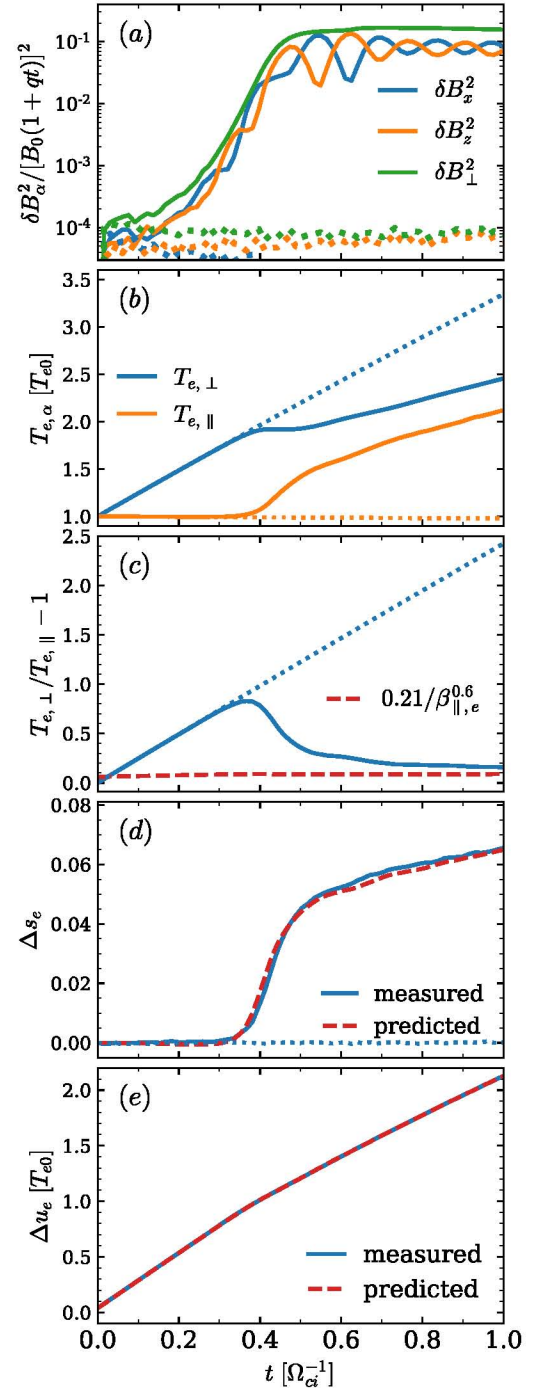 (a)
δB²_α/[B₀(1 + qt)]²
10⁻¹
10⁻²
10⁻³
10⁻⁴
δB²_x
δB²_z
δB²_⊥
(b)
T_{e,α} [T_{e0}]
3.5
3.0
2.5
2.0
1.5
1.0
T_{e,⊥}
T_{e,∥}
(c)
T_{e,⊥}/T_{e,∥} − 1
2.5
2.0
1.5
1.0
0.5
0.0
0.21/β^{0.6}_{∥,e}
(d)
Δs_e
0.08
0.06
0.04
0.02
0.00
measured
predicted
(e)
Δu_e [T_{e0}]
2.0
1.5
1.0
0.5
0.0
measured
predicted
0.0 0.2 0.4 0.6 0.8 1.0
t [Ω⁻¹_{ci}]